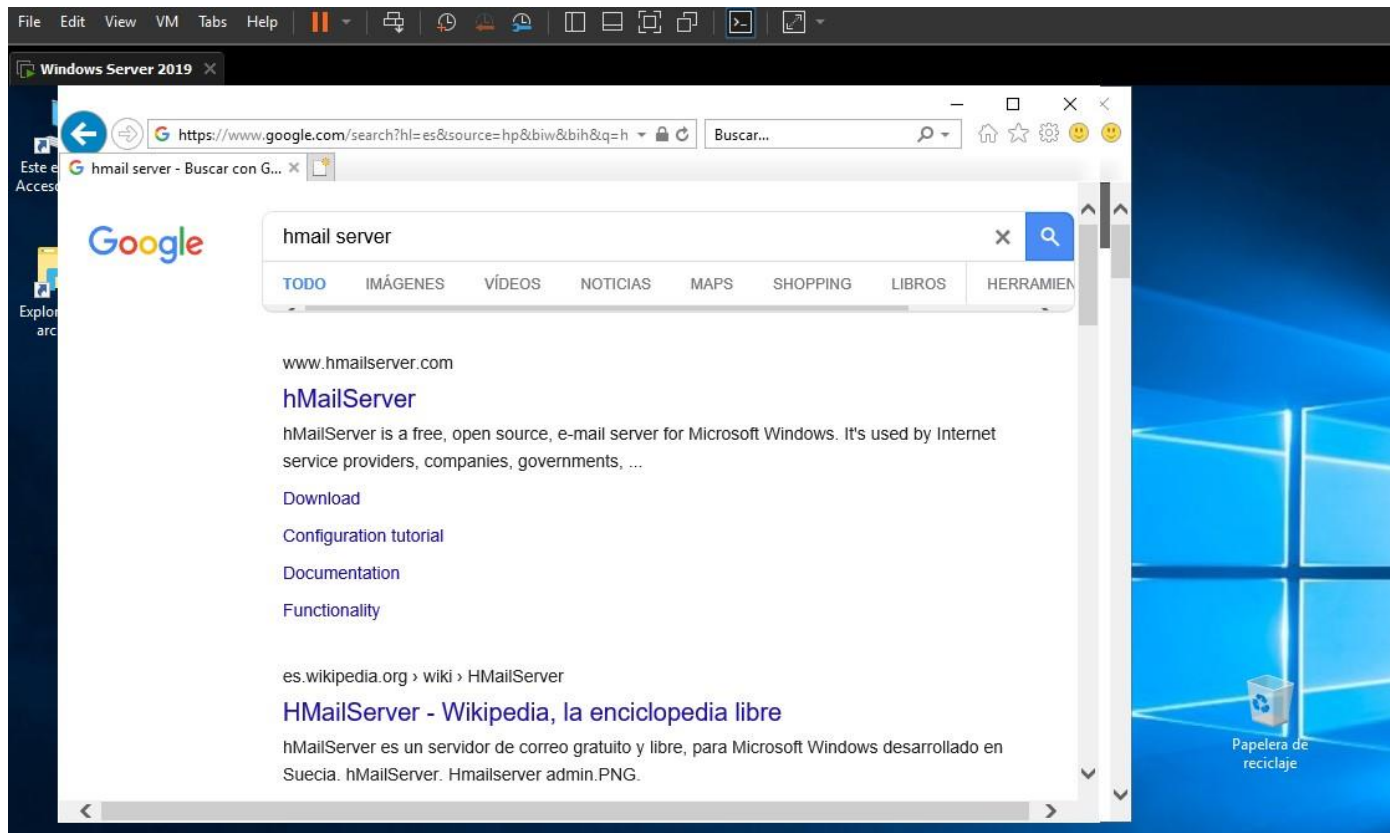 File Edit View VM Tabs Help
Windows Server 2019
https://www.google.com/search?hl=es&source=hp&biw&bih&q=h
Buscar...
hmail server - Buscar con G...
Este e
Acceso
Explor
arc
Google
hmail server
TODO IMÁGENES VÍDEOS NOTICIAS MAPS SHOPPING LIBROS HERRAMIEN
www.hmailserver.com
hMailServer
hMailServer is a free, open source, e-mail server for Microsoft Windows. It's used by Internet
service providers, companies, governments, ...
Download
Configuration tutorial
Documentation
Functionality
es.wikipedia.org › wiki › HMailServer
HMailServer - Wikipedia, la enciclopedia libre
hMailServer es un servidor de correo gratuito y libre, para Microsoft Windows desarrollado en
Suecia. hMailServer. Hmailserver admin.PNG.
Papelera de
reciclaje